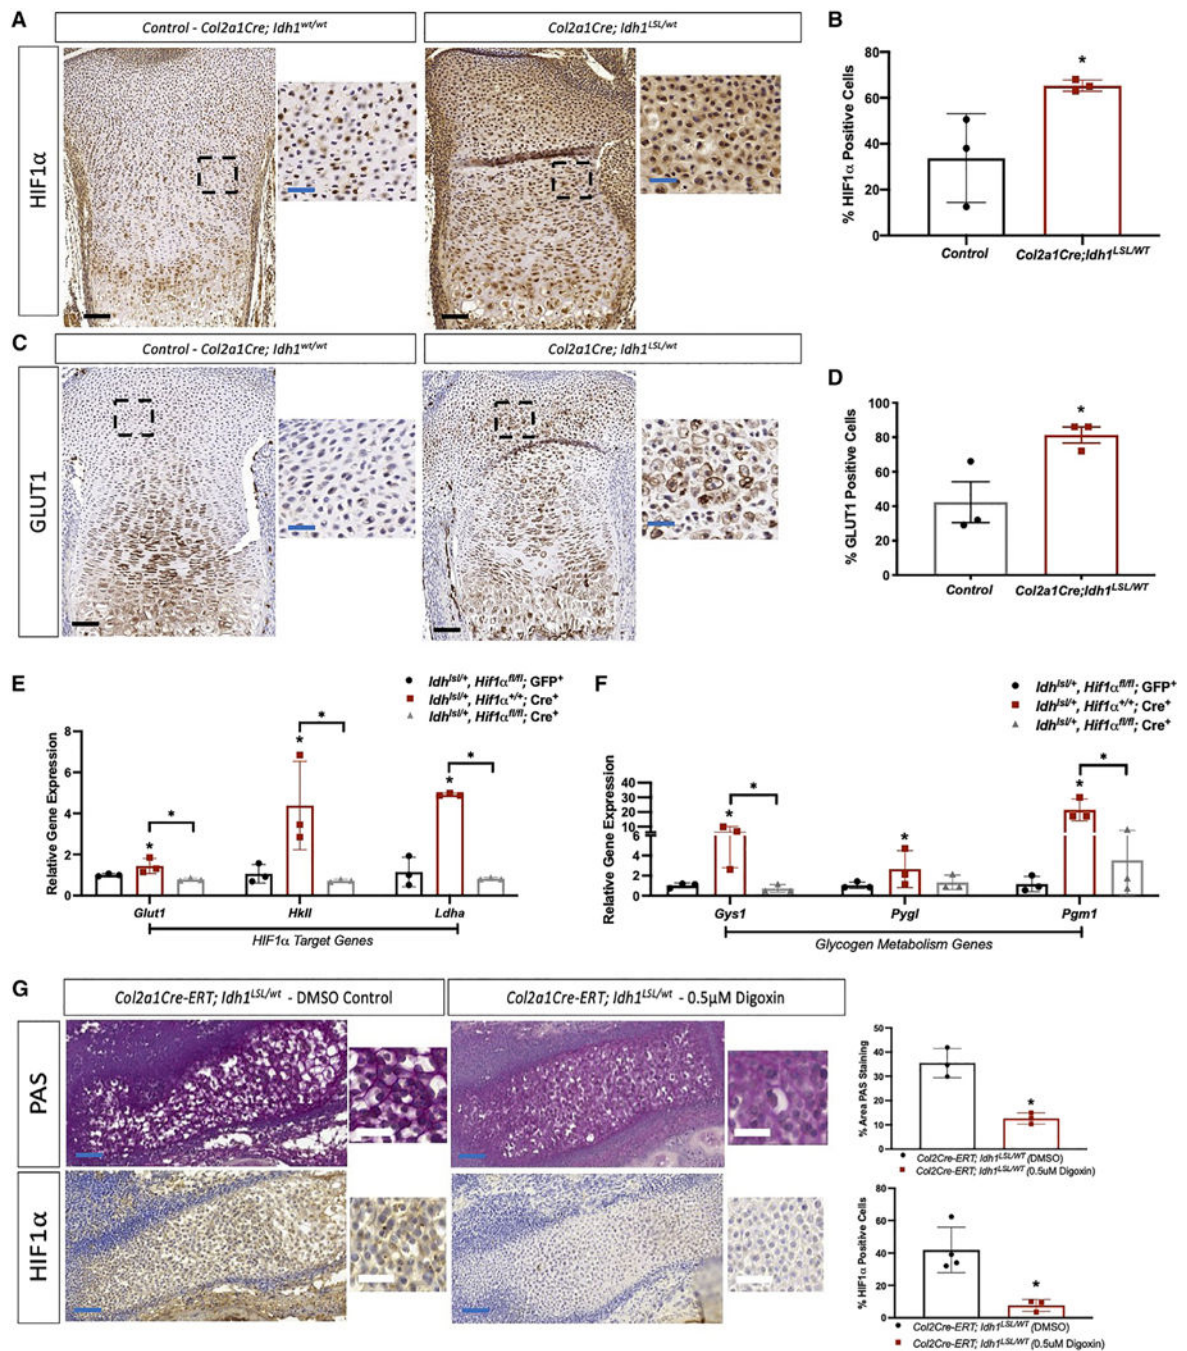 A
Control - Col2a1Cre; Idh1wt/wt
Col2a1Cre; Idh1LSL/wt
HIF1α
B
% HIF1α Positive Cells
80
60
40
20
0
*
Control
Col2a1Cre;Idh1LSL/WT
C
Control - Col2a1Cre; Idh1wt/wt
Col2a1Cre; Idh1LSL/wt
GLUT1
D
% GLUT1 Positive Cells
100
80
60
40
20
0
*
Control
Col2a1Cre;Idh1LSL/WT
E
Idhlsl/+, Hif1αfl/fl; GFP+
Idhlsl/+, Hif1α+/+; Cre+
Idhlsl/+, Hif1αfl/fl; Cre+
Relative Gene Expression
8
6
4
2
0
* * * * * *
Glut1 HkII Ldha
HIF1α Target Genes
F
Idhlsl/+, Hif1αfl/fl; GFP+
Idhlsl/+, Hif1α+/+; Cre+
Idhlsl/+, Hif1αfl/fl; Cre+
Relative Gene Expression
40
30
20
10
6
4
2
0
* * * * *
Gys1 Pygl Pgm1
Glycogen Metabolism Genes
G
Col2a1Cre-ERT; Idh1LSL/wt - DMSO Control
Col2a1Cre-ERT; Idh1LSL/wt - 0.5μM Digoxin
PAS
% Area PAS Staining
50
40
30
20
10
0
*
Col2Cre-ERT; Idh1LSL/WT (DMSO)
Col2Cre-ERT; Idh1LSL/WT (0.5uM Digoxin)
HIF1α
% HIF1α Positive Cells
80
60
40
20
0
*
Col2Cre-ERT; Idh1LSL/WT (DMSO)
Col2Cre-ERT; Idh1LSL/WT (0.5uM Digoxin)